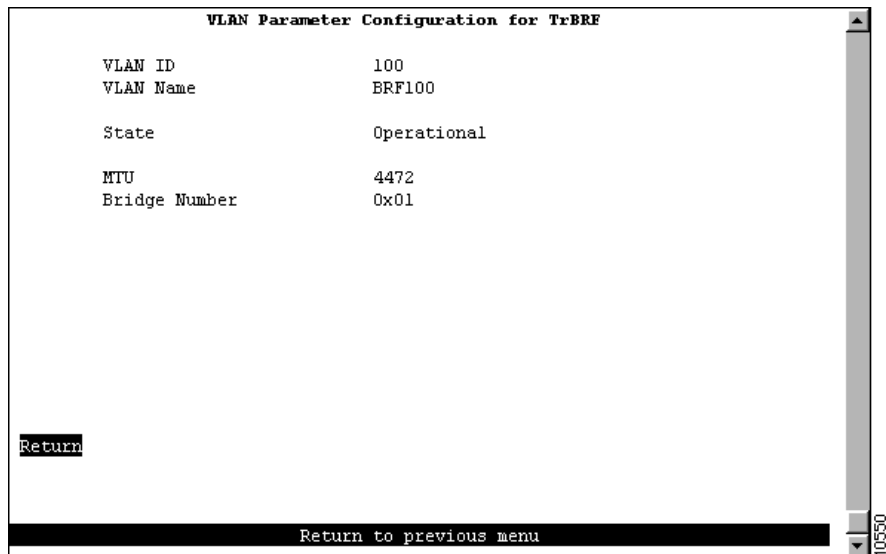 VLAN Parameter Configuration for TrBRF
VLAN ID 100
VLAN Name BRF100
State Operational
MTU 4472
Bridge Number 0x01
Return
Return to previous menu
10550